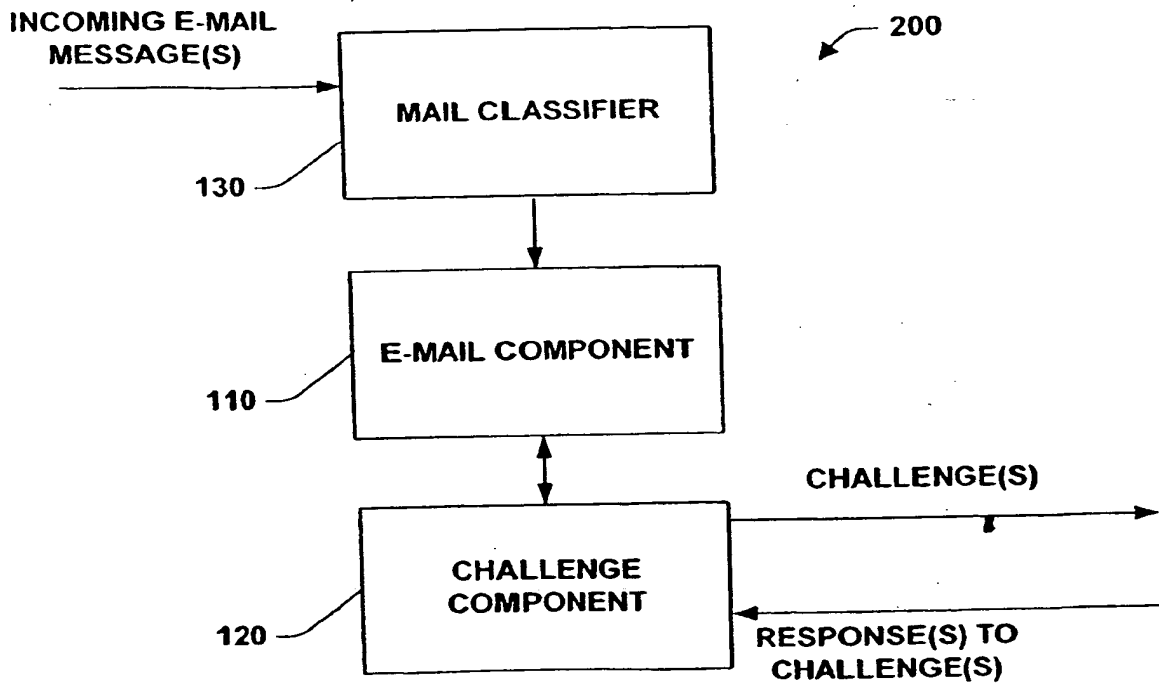 INCOMING E-MAIL
MESSAGE(S)
200
MAIL CLASSIFIER
130
E-MAIL COMPONENT
110
CHALLENGE(S)
CHALLENGE
COMPONENT
120
RESPONSE(S) TO
CHALLENGE(S)